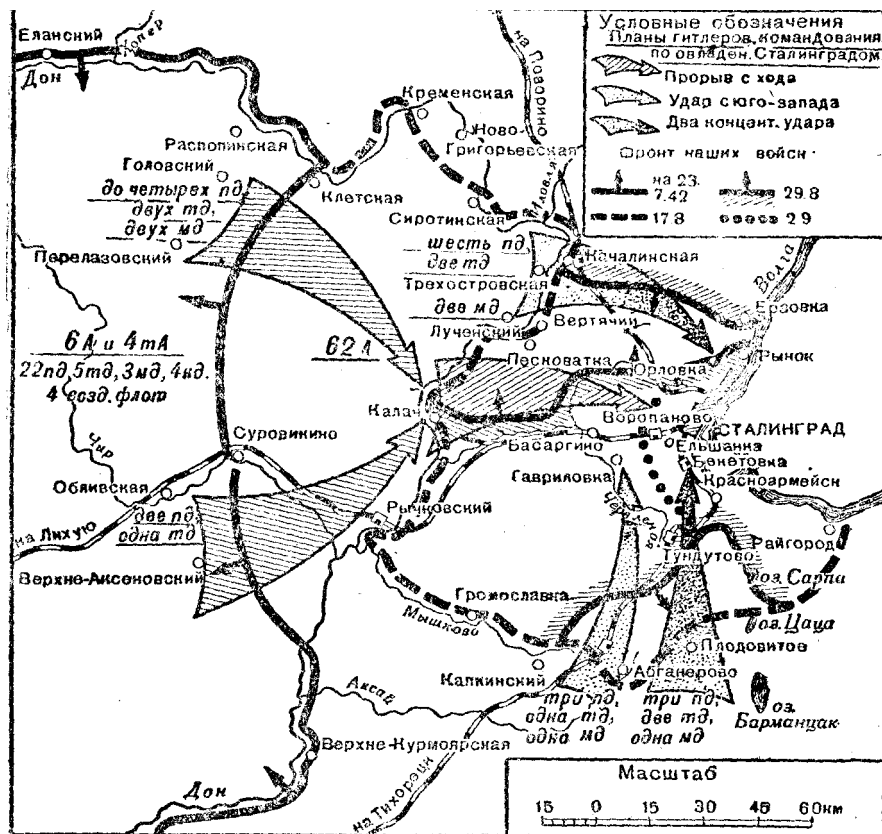 Условные обозначения
Планы гитлеров. командования
по овладен. Сталинградом
Прорыв с хода
Удар с юго-запада
Два концент. удара
Фронт наших войск
на 23.
7.42
29.8
17.8
2.9
Еланский
Хопер
Дон
на Поворино
Кременская
Ново-
Григорьевская
Распопинская
Головский
до четырех пд,
двух тд,
двух мд
Клетская
Иловля
Сиротинская
Перелазовский
шесть пд,
две тд
Качалинская
Волга
Трехостровская
две мд
Ерзовка
Лученский
Вертячий
6А и 4тА
62А
Песковатка
Рынок
22пд, 5тд, 3мд, 4кд.
Орловка
4 возд. флот
Калач
Воропаново
СТАЛИНГРАД
Чир
Суровикино
Басаргино
Ельшанка
Бекетовка
Гавриловка
Обливская
Красноармейск
Рычковский
две пд,
одна тд
на Лихую
Райгород
Тундутово
Верхне-Аксеновский
оз. Сарпа
Громославка
Мышкова
оз. Цаца
Плодовитое
Капкинский
Абганерово
Аксай
три пд,
одна тд,
одна мд
три пд,
две тд,
одна мд
оз.
Барманцак
Верхне-Курмоярская
Дон
на Тихорецк
Масштаб
15 0 15 30 45 60км